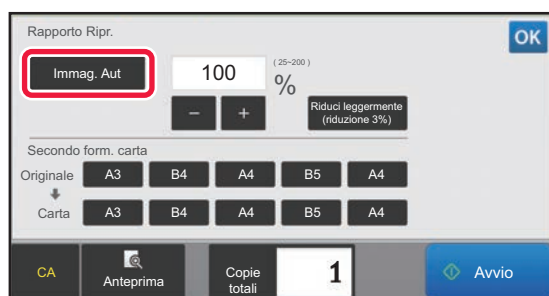 Rapporto Ripr.
OK
Immag. Aut
100
( 25~200 )
%
–
+
Riduci leggermente
(riduzione 3%)
Secondo form. carta
Originale A3 B4 A4 B5 A4
Carta A3 B4 A4 B5 A4
CA
Anteprima
Copie
totali
1
Avvio